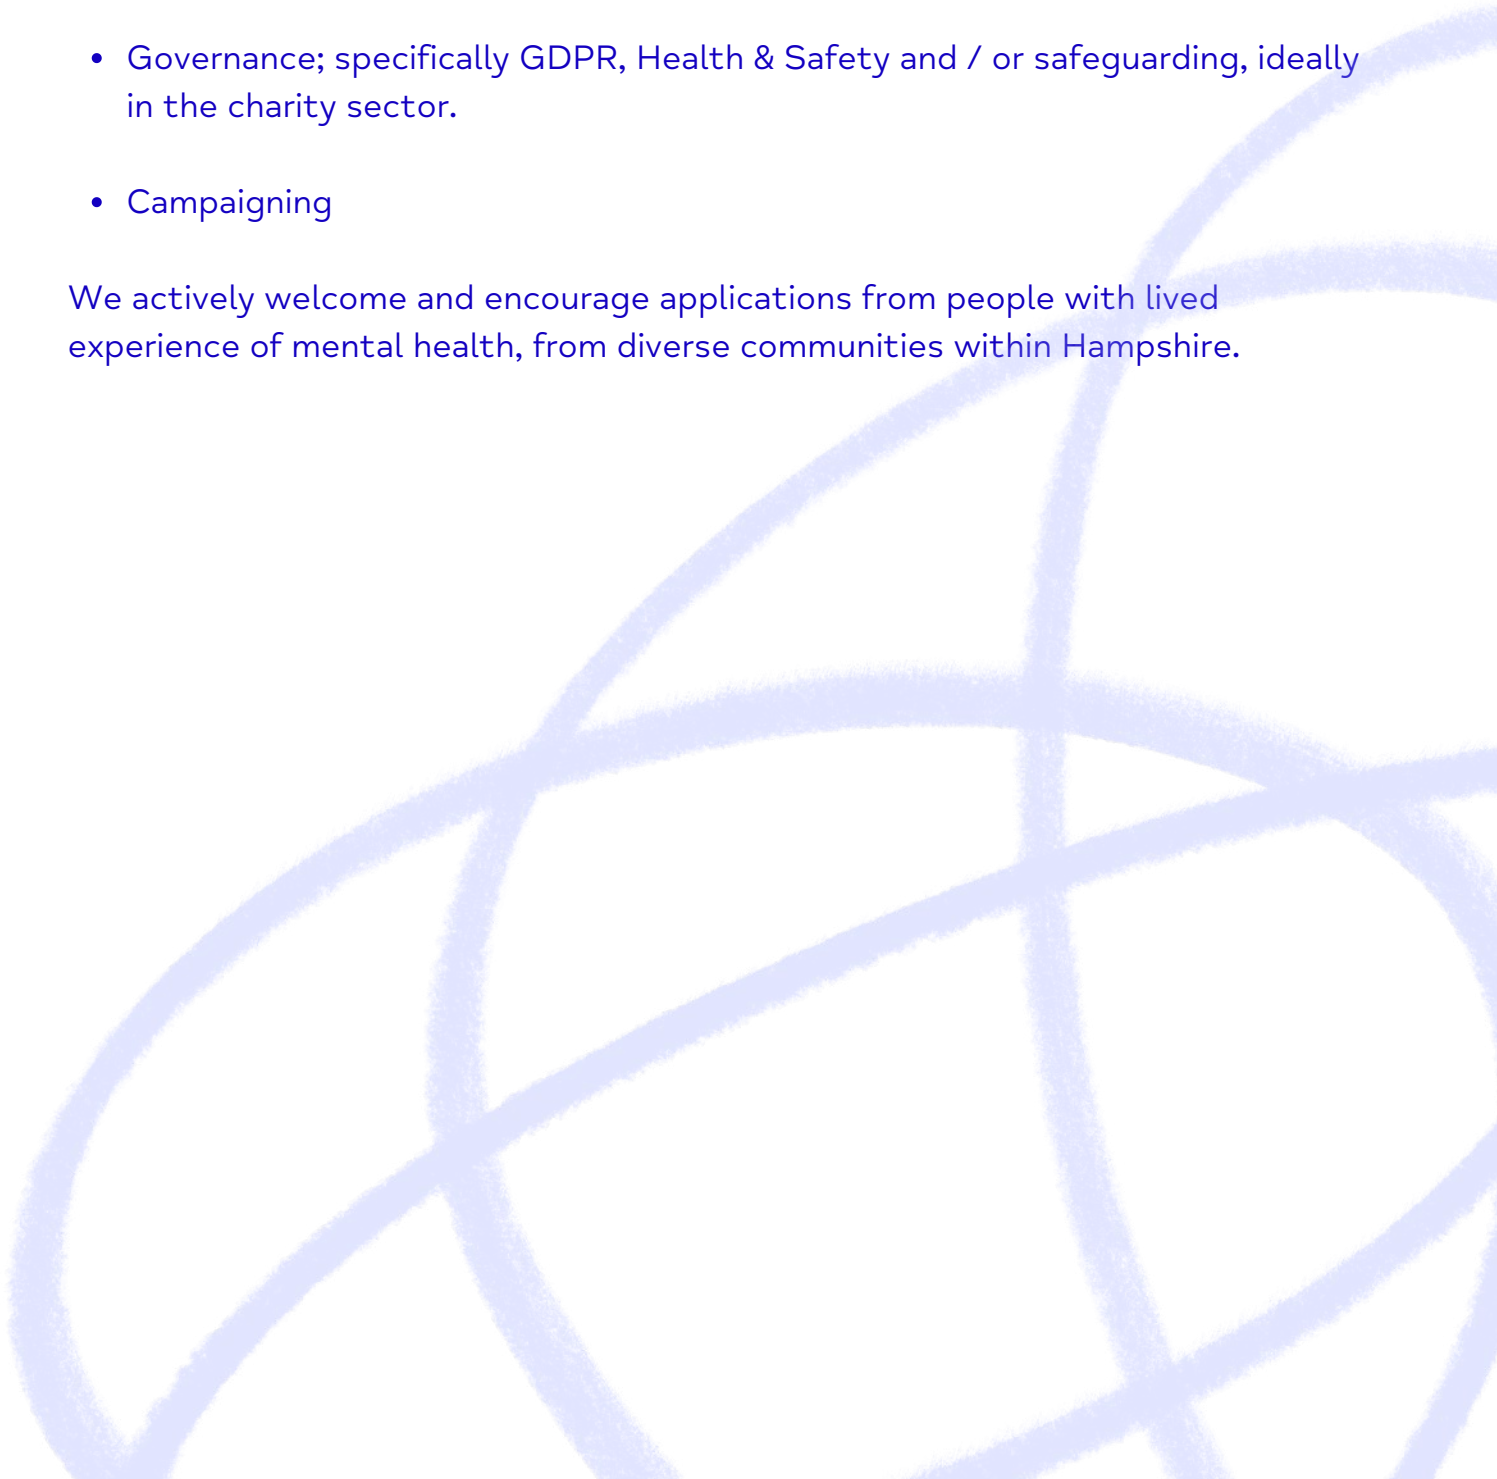 • Governance; specifically GDPR, Health & Safety and / or safeguarding, ideally
in the charity sector.
• Campaigning
We actively welcome and encourage applications from people with lived
experience of mental health, from diverse communities within Hampshire.